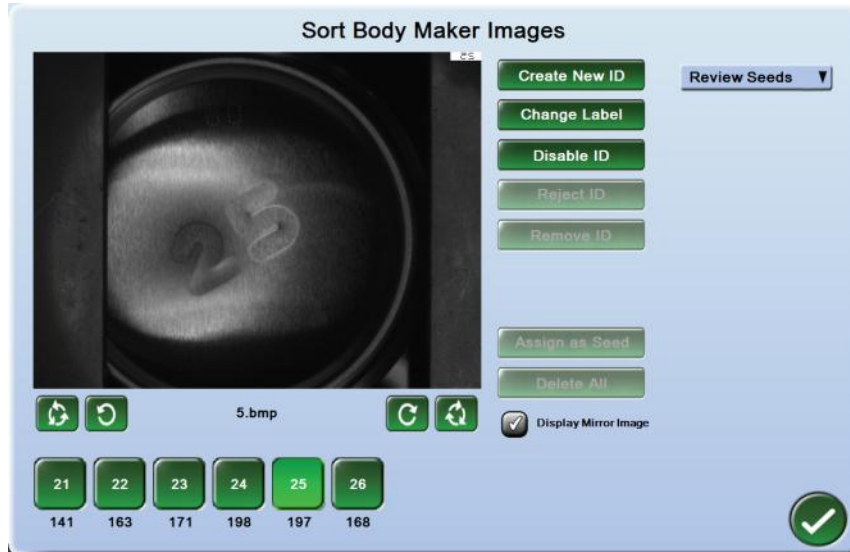 Sort Body Maker Images
25
Create New ID
Review Seeds
Change Label
Disable ID
Reject ID
Remove ID
Assign as Seed
Delete All
5.bmp
Display Mirror Image
21 22 23 24 25 26
141 163 171 198 197 168